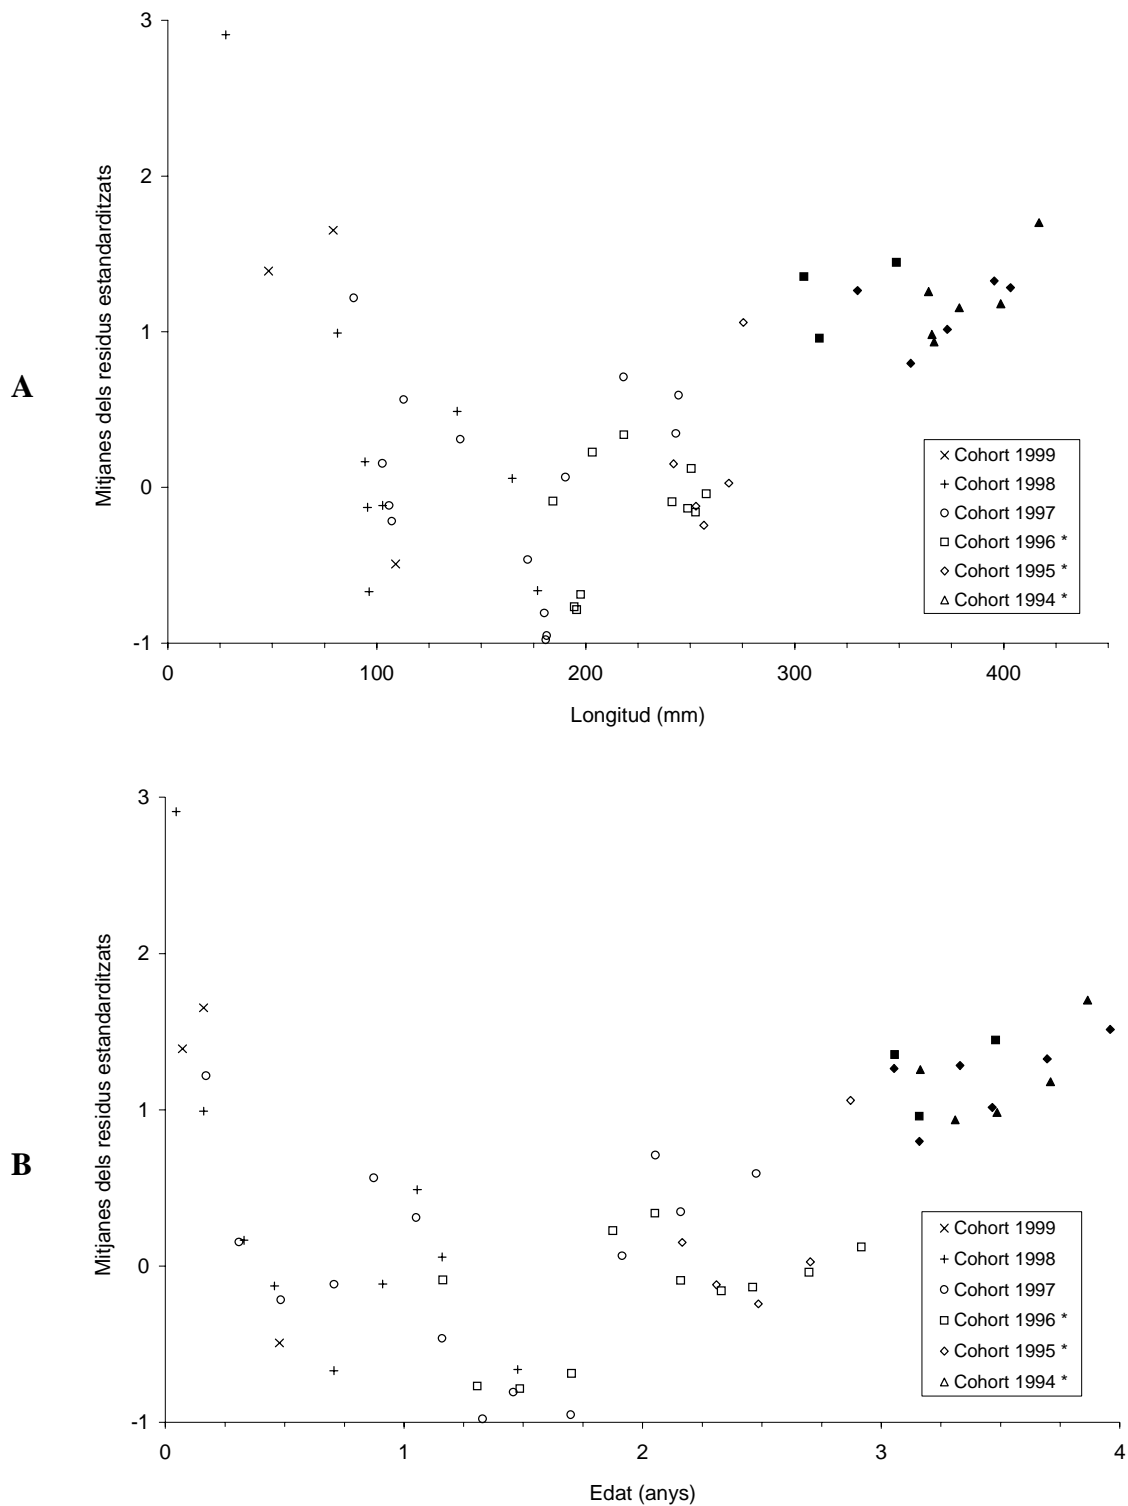 A
Mitjanes dels residus estandarditzats
3
2
1
0
-1
0 100 200 300 400
Longitud (mm)
Cohort 1999
Cohort 1998
Cohort 1997
Cohort 1996 *
Cohort 1995 *
Cohort 1994 *
B
Mitjanes dels residus estandarditzats
3
2
1
0
-1
0 1 2 3 4
Edat (anys)
Cohort 1999
Cohort 1998
Cohort 1997
Cohort 1996 *
Cohort 1995 *
Cohort 1994 *